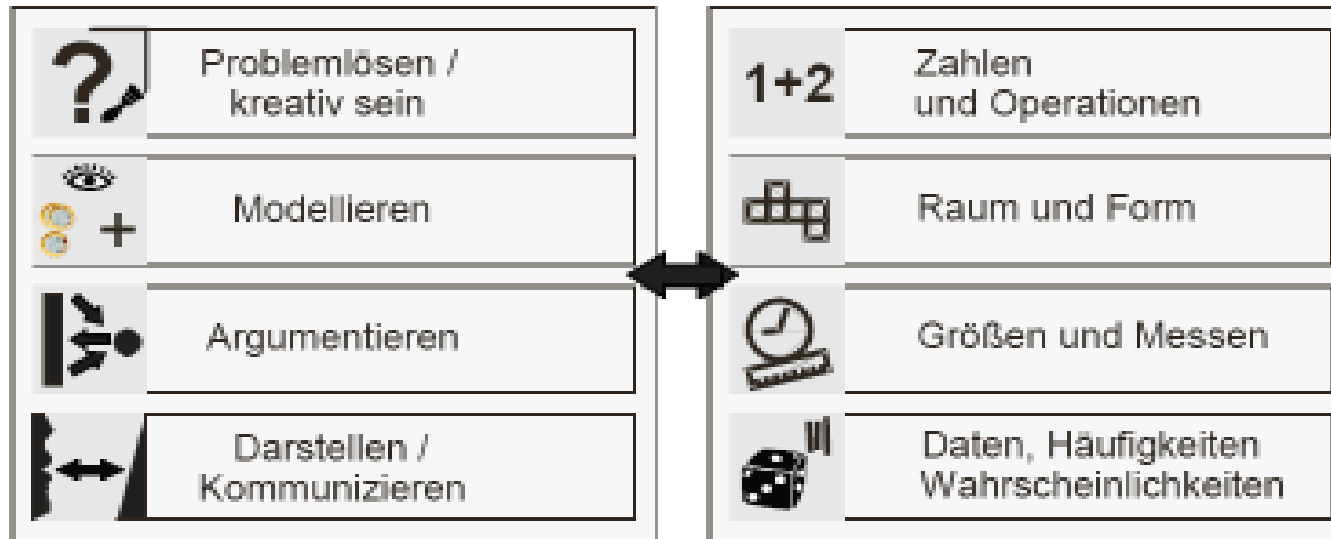 Problemlösen /
kreativ sein
Modellieren
Argumentieren
Darstellen /
Kommunizieren
1+2
Zahlen
und Operationen
Raum und Form
Größen und Messen
Daten, Häufigkeiten
Wahrscheinlichkeiten